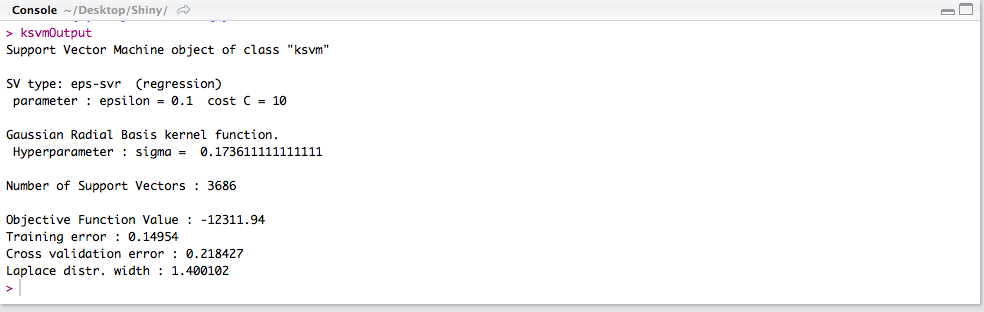 Console ~/Desktop/Shiny/
> ksvmOutput
Support Vector Machine object of class "ksvm"
SV type: eps-svr  (regression)
 parameter : epsilon = 0.1  cost C = 10
Gaussian Radial Basis kernel function.
 Hyperparameter : sigma =  0.173611111111111
Number of Support Vectors : 3686
Objective Function Value : -12311.94
Training error : 0.14954
Cross validation error : 0.218427
Laplace distr. width : 1.400102
>